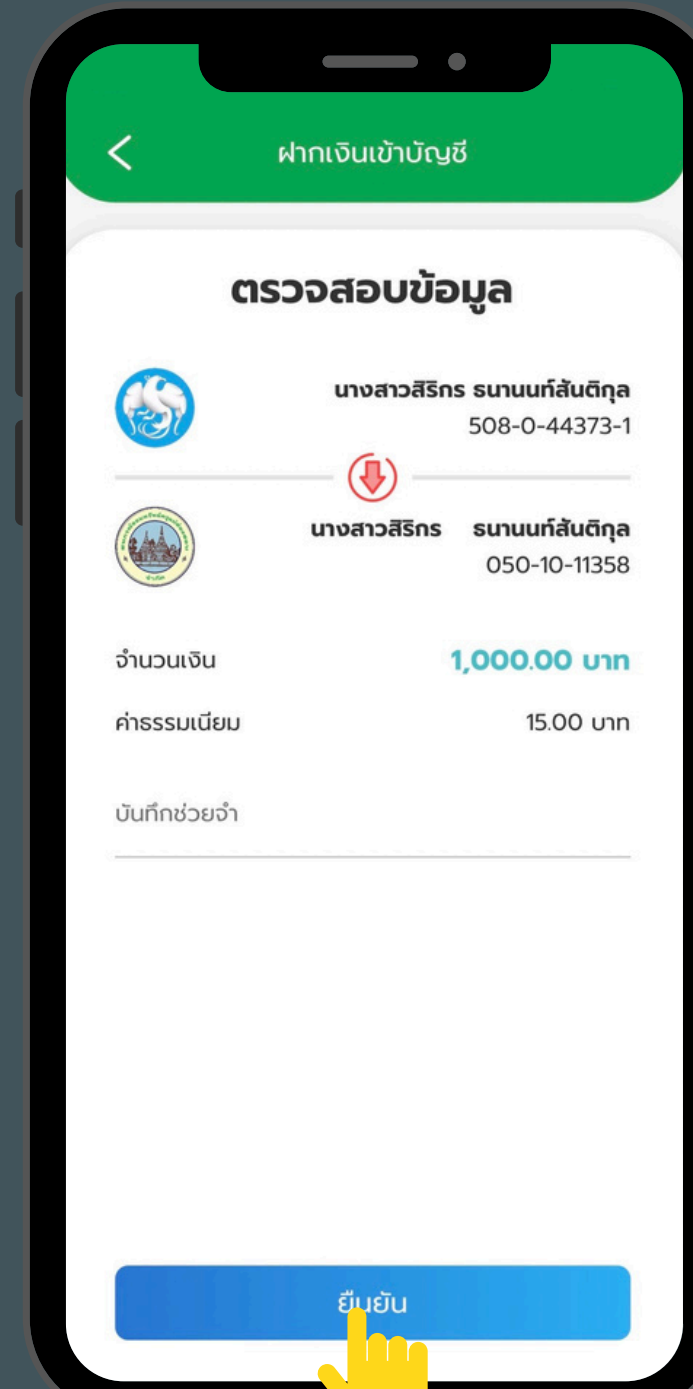 ฝากเงินเข้าบัญชี
ตรวจสอบข้อมูล
นางสาวสิริกร ธนานนท์สันติกุล
508-0-44373-1
นางสาวสิริกร ธนานนท์สันติกุล
050-10-11358
จำนวนเงิน 1,000.00 บาท
ค่าธรรมเนียม 15.00 บาท
บันทึกช่วยจำ
ยืนยัน